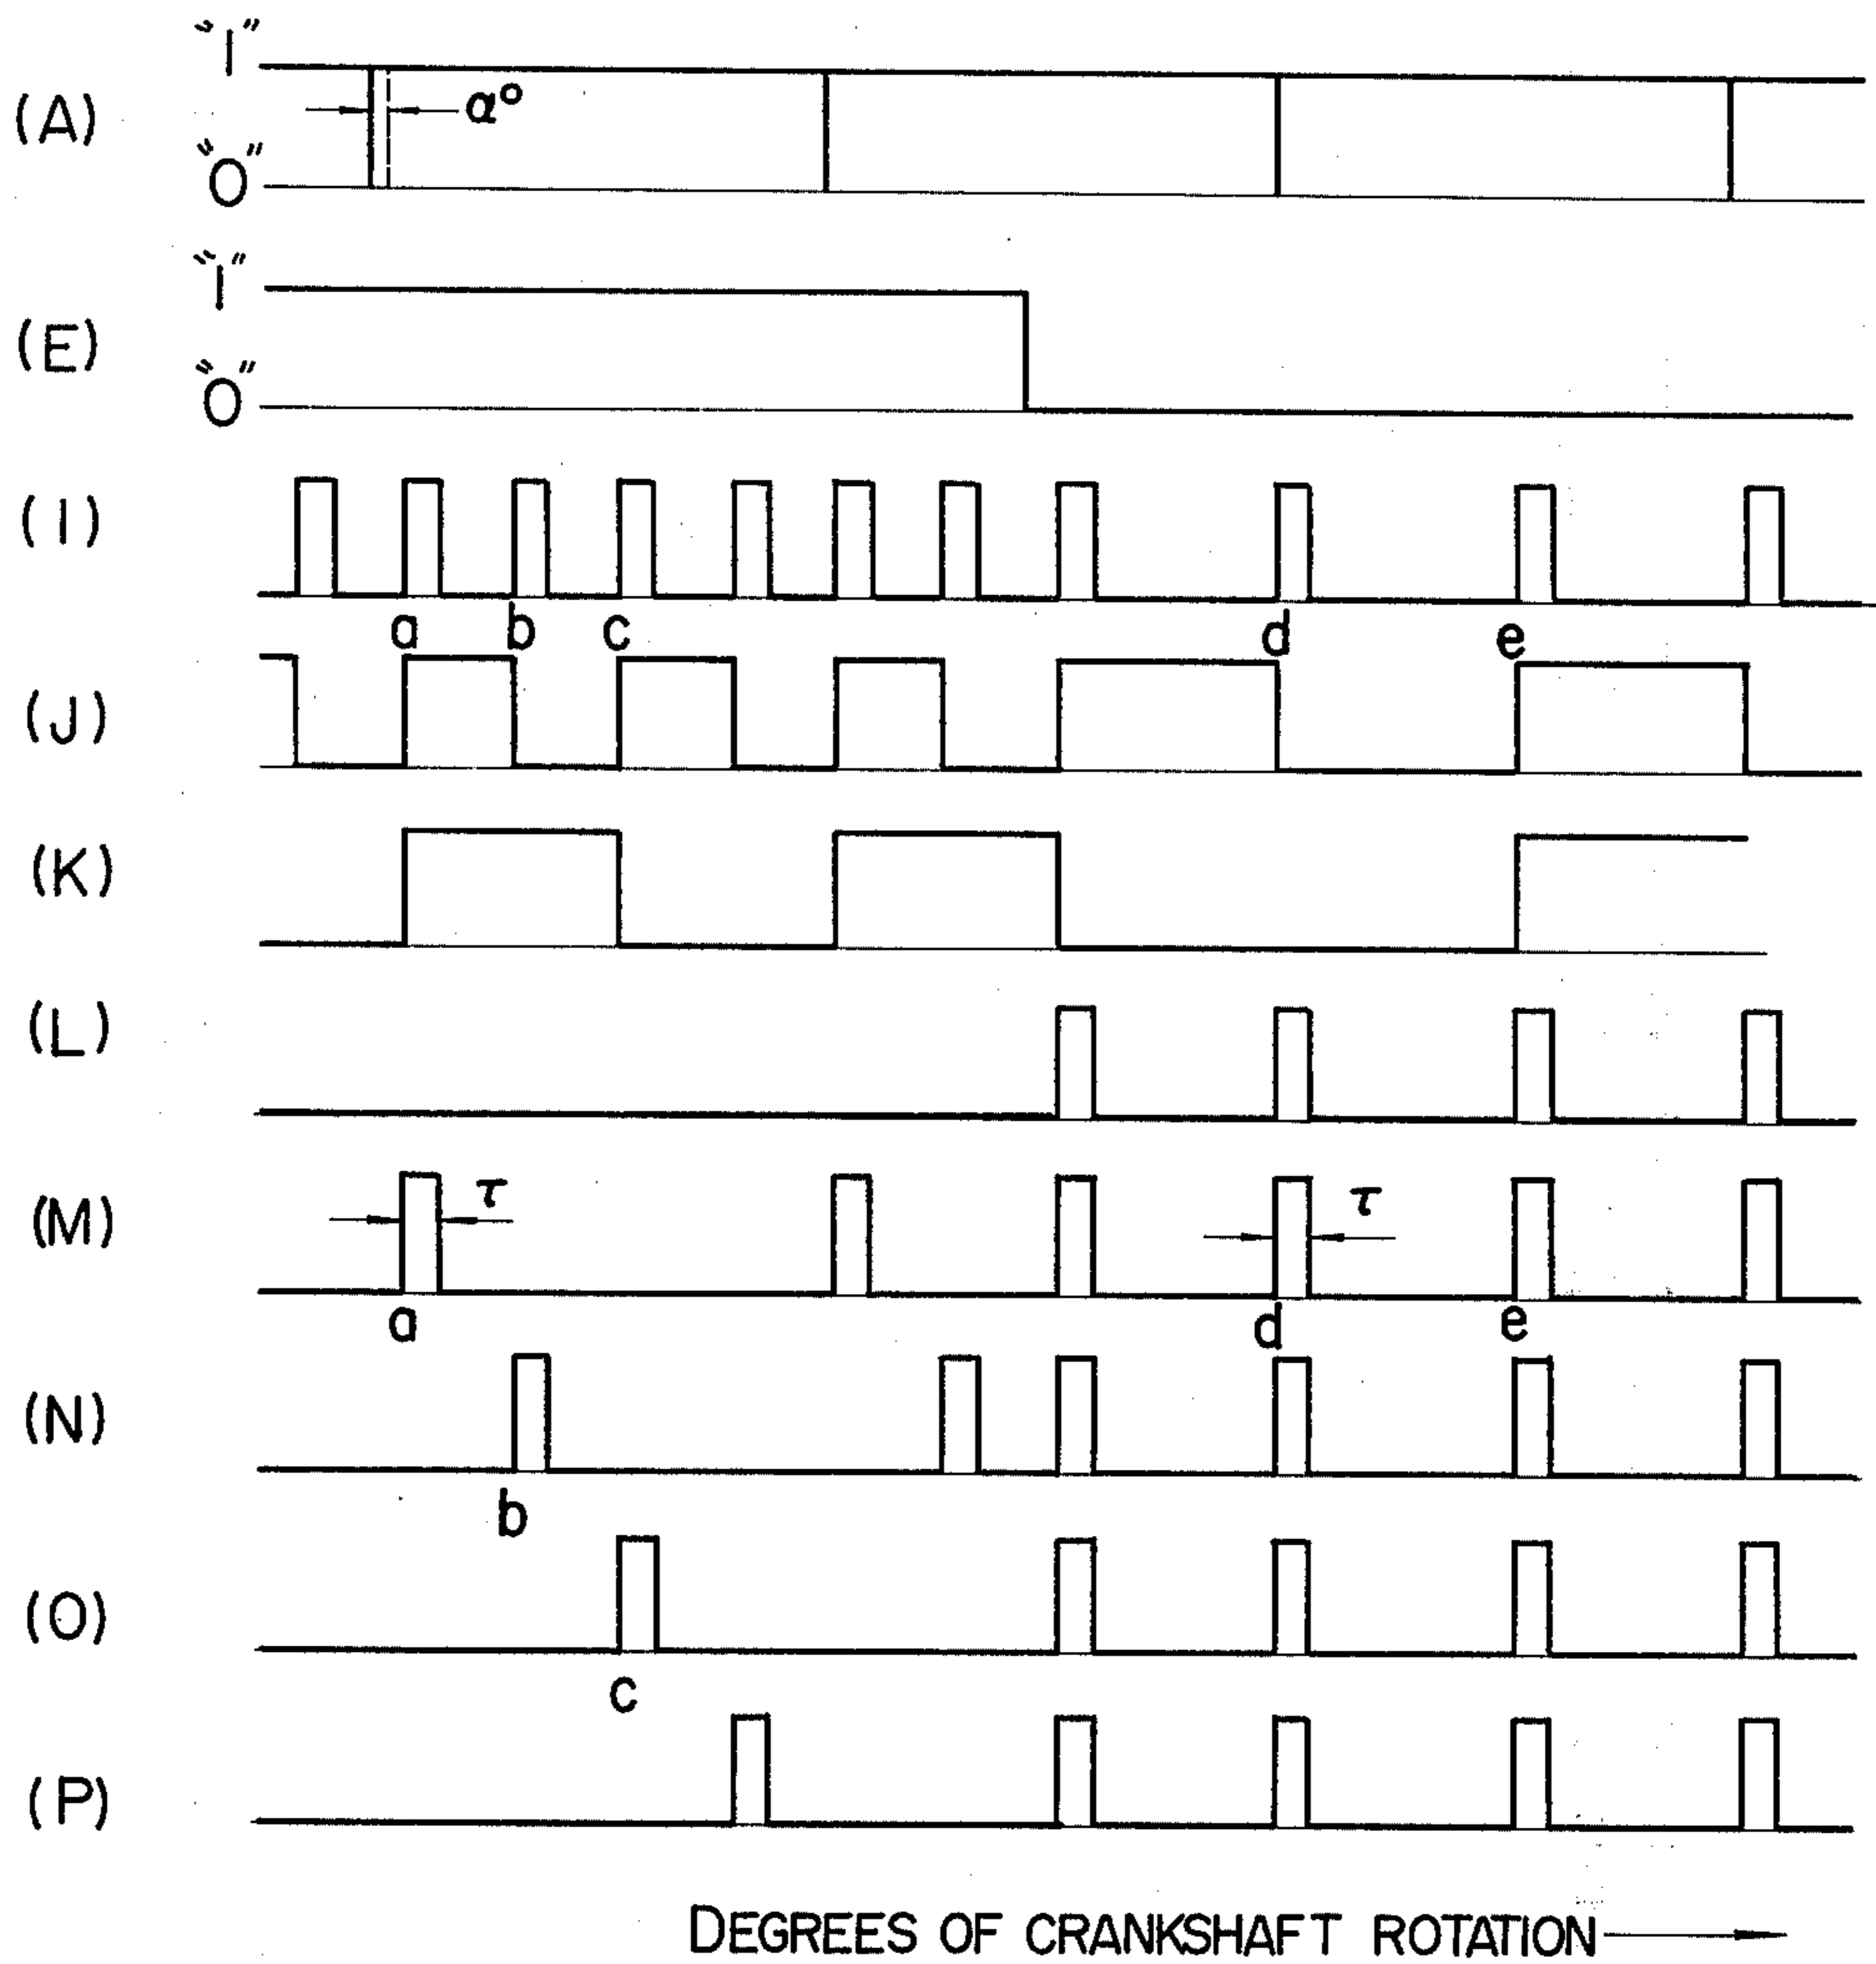 "1"
(A)
α°
"0"
"1"
(E)
"0"
(I)
a b c d e
(J)
(K)
(L)
(M)
τ τ
a d e
(N)
b
(O)
c
(P)
DEGREES OF CRANKSHAFT ROTATION